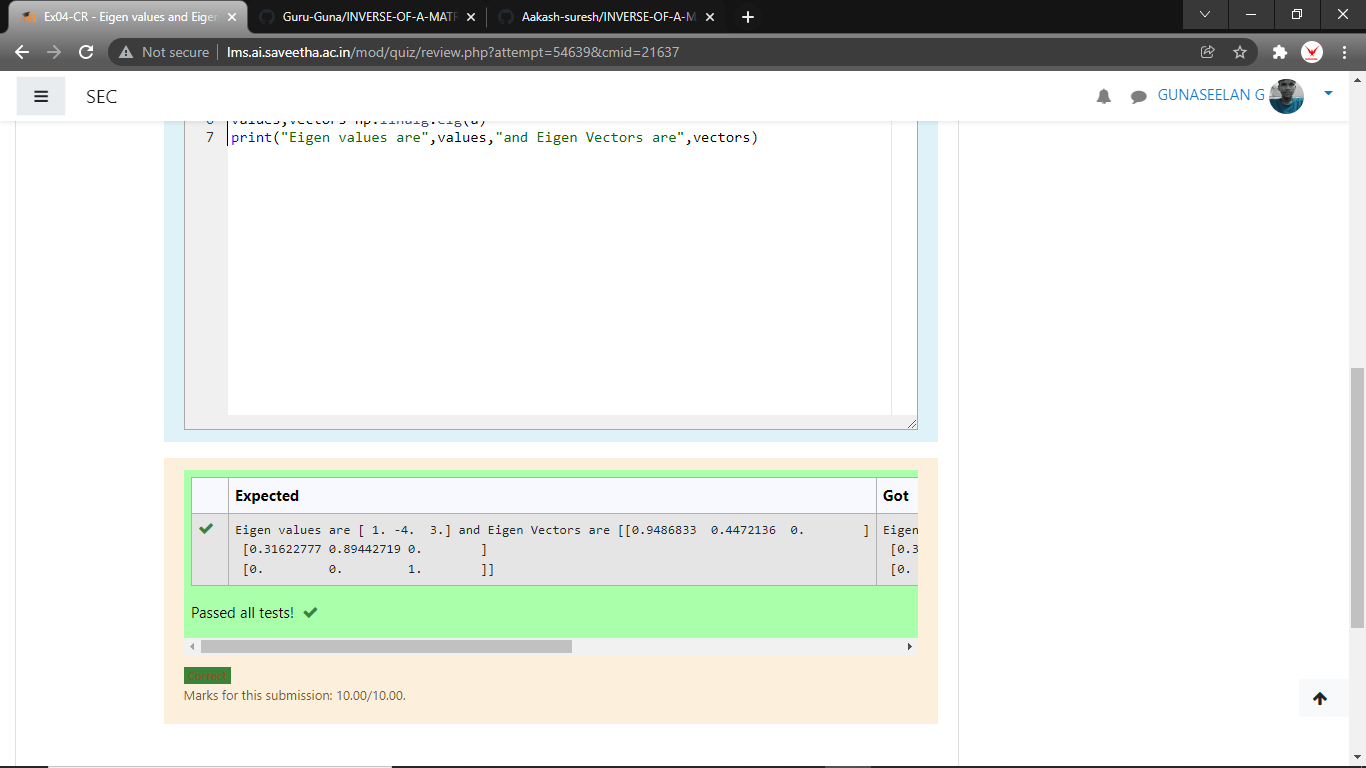 Ex04-CR - Eigen values and Eiger
Guru-Guna/INVERSE-OF-A-MATR
Aakash-suresh/INVERSE-OF-A-M
Not secure
lms.ai.saveetha.ac.in/mod/quiz/review.php?attempt=54639&cmid=21637
SEC
GUNASEELAN G
values,vectors=np.linalg.eig(a)
7 print("Eigen values are",values,"and Eigen Vectors are",vectors)
Expected Got
Eigen values are [ 1. -4.  3.] and Eigen Vectors are [[0.9486833  0.4472136  0.        ] Eigen
[0.31622777 0.89442719 0.        ] [0.3
[0.         0.         1.        ]] [0.
Passed all tests!
Correct
Marks for this submission: 10.00/10.00.